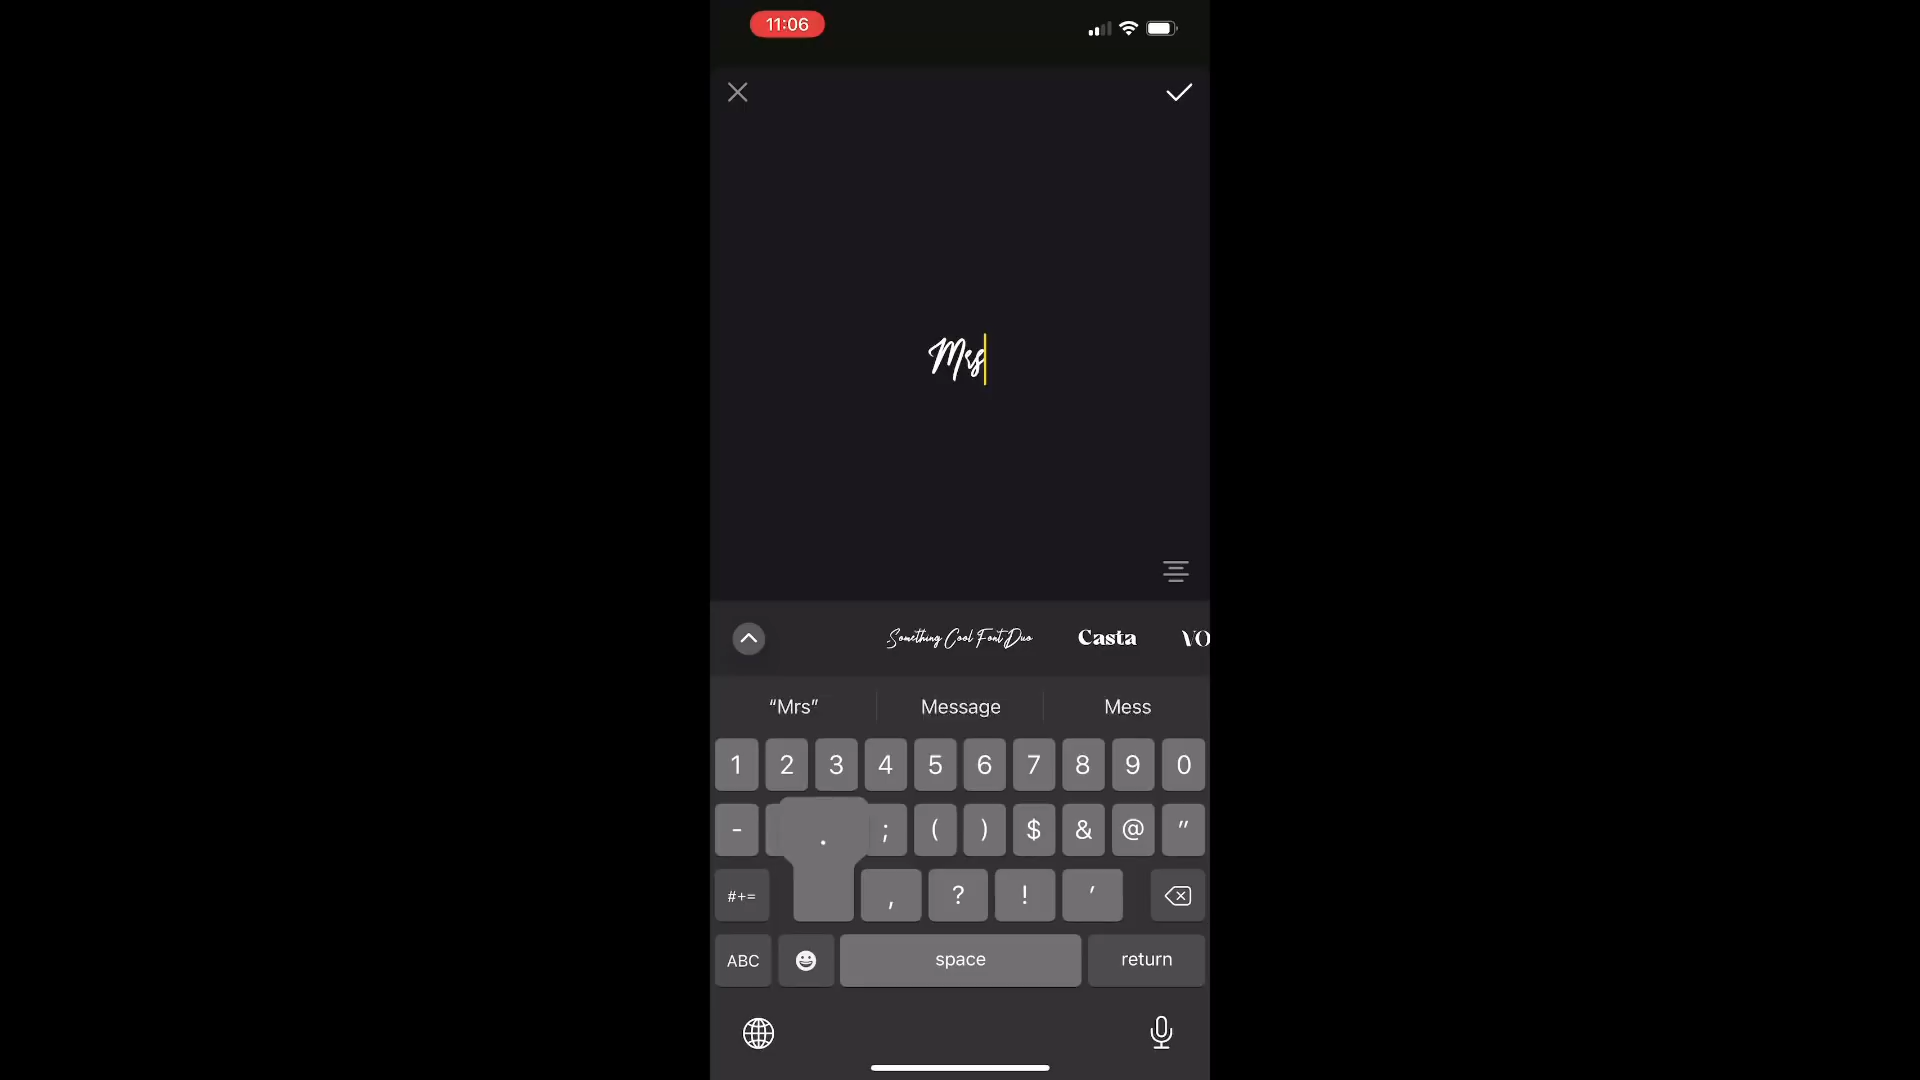 11:06
Mrs
Something Cool Font Duo Casta VO
“Mrs” Message Mess
1 2 3 4 5 6 7 8 9 0
- . ; ( ) $ & @ "
#+= , ? ! '
ABC space return